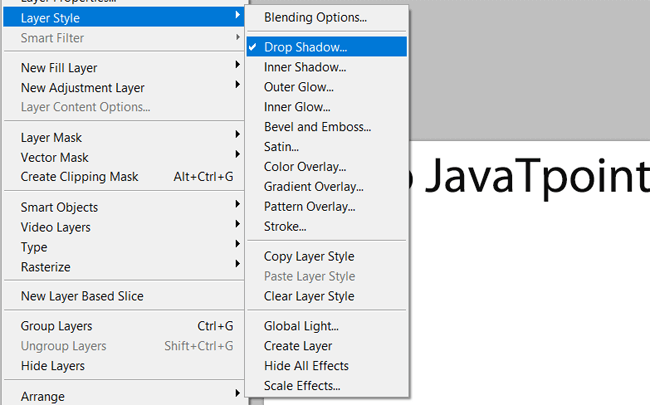 Layer Properties...
Layer Style
Smart Filter
New Fill Layer
New Adjustment Layer
Layer Content Options...
Layer Mask
Vector Mask
Create Clipping Mask Alt+Ctrl+G
Smart Objects
Video Layers
Type
Rasterize
New Layer Based Slice
Group Layers Ctrl+G
Ungroup Layers Shift+Ctrl+G
Hide Layers
Arrange
Blending Options...
Drop Shadow...
Inner Shadow...
Outer Glow...
Inner Glow...
Bevel and Emboss...
Satin...
Color Overlay...
Gradient Overlay...
Pattern Overlay...
Stroke...
Copy Layer Style
Paste Layer Style
Clear Layer Style
Global Light...
Create Layer
Hide All Effects
Scale Effects...
JavaTpoint